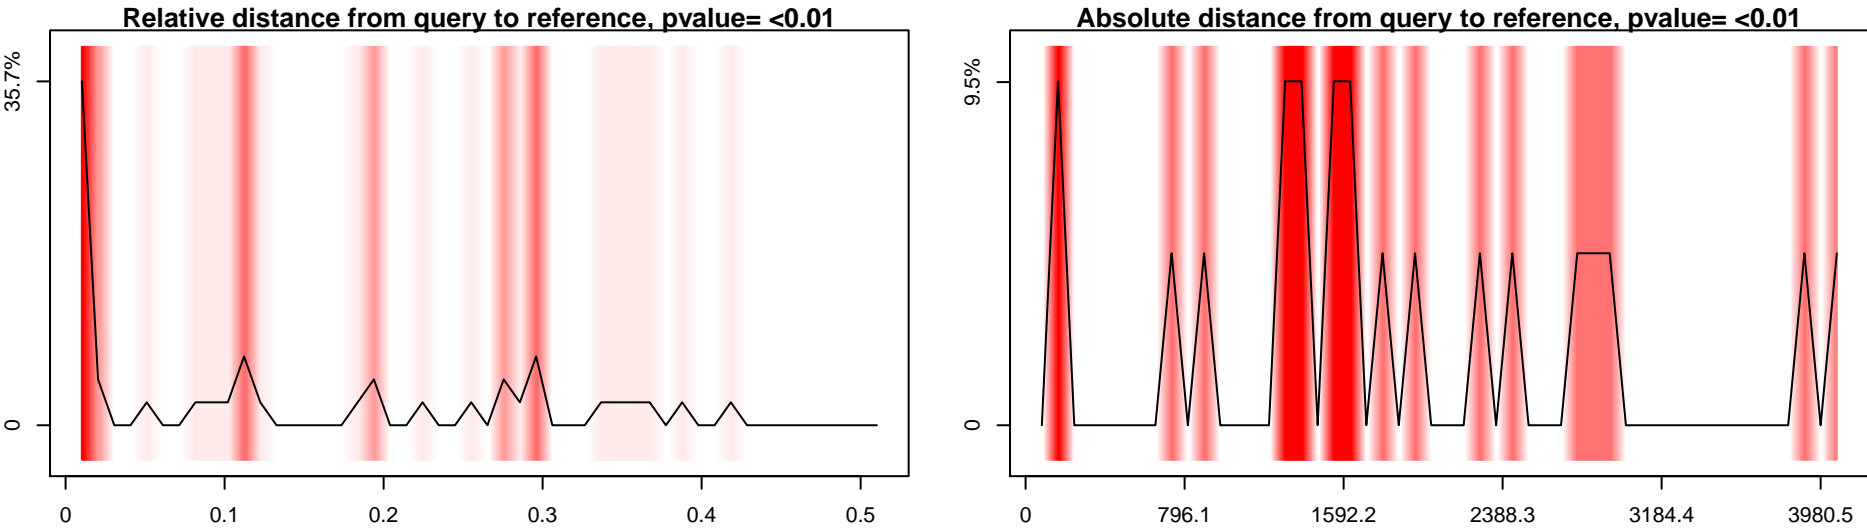 Relative distance from query to reference, pvalue= <0.01
35.7%
0
0 0.1 0.2 0.3 0.4 0.5
Absolute distance from query to reference, pvalue= <0.01
9.5%
0
0 796.1 1592.2 2388.3 3184.4 3980.5